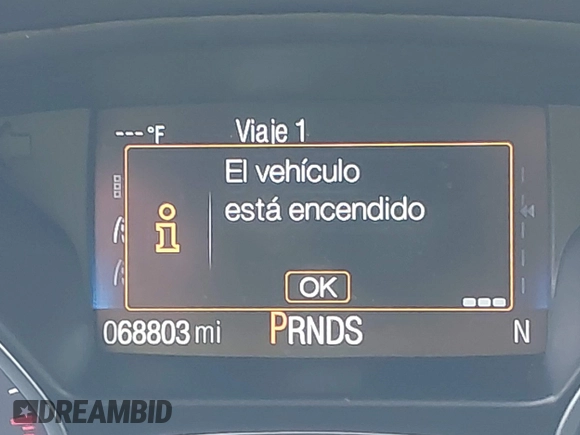 ---°F Viaje 1
El vehículo
está encendido
OK
068803 mi PRNDS N
DREAMBID